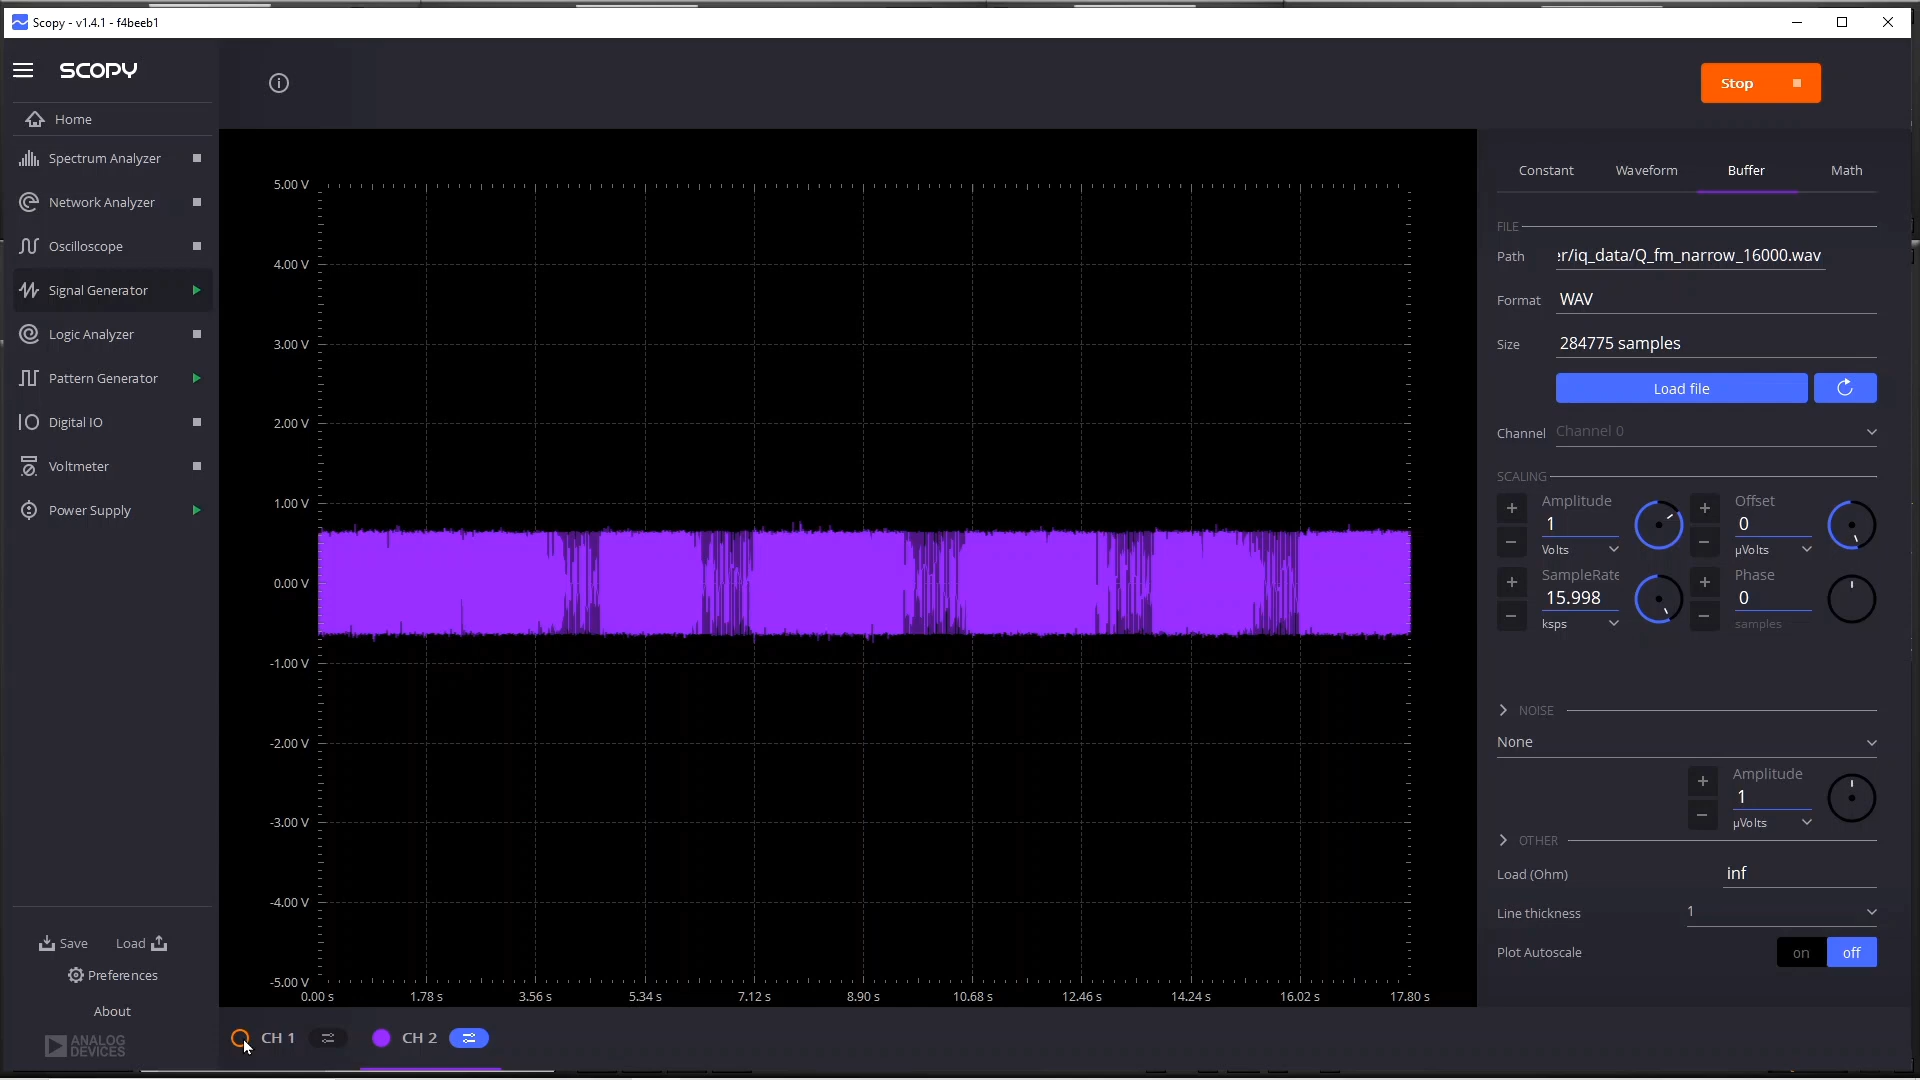 Scopy - v1.4.1 - f4beeb1
SCOPY
Stop
Home
Spectrum Analyzer
Network Analyzer
Oscilloscope
Signal Generator
Logic Analyzer
Pattern Generator
Digital IO
Voltmeter
Power Supply
Save Load
Preferences
About
ANALOG
DEVICES
5.00 V
4.00 V
3.00 V
2.00 V
1.00 V
0.00 V
-1.00 V
-2.00 V
-3.00 V
-4.00 V
-5.00 V
0.00 s 1.78 s 3.56 s 5.34 s 7.12 s 8.90 s 10.68 s 12.46 s 14.24 s 16.02 s 17.80 s
CH 1 CH 2
Constant Waveform Buffer Math
FILE
Path er/iq_data/Q_fm_narrow_16000.wav
Format WAV
Size 284775 samples
Load file
Channel Channel 0
SCALING
Amplitude Offset
1 0
Volts µVolts
SampleRate Phase
15.998 0
ksps samples
NOISE
None
Amplitude
1
µVolts
OTHER
Load (Ohm) inf
Line thickness 1
Plot Autoscale on off